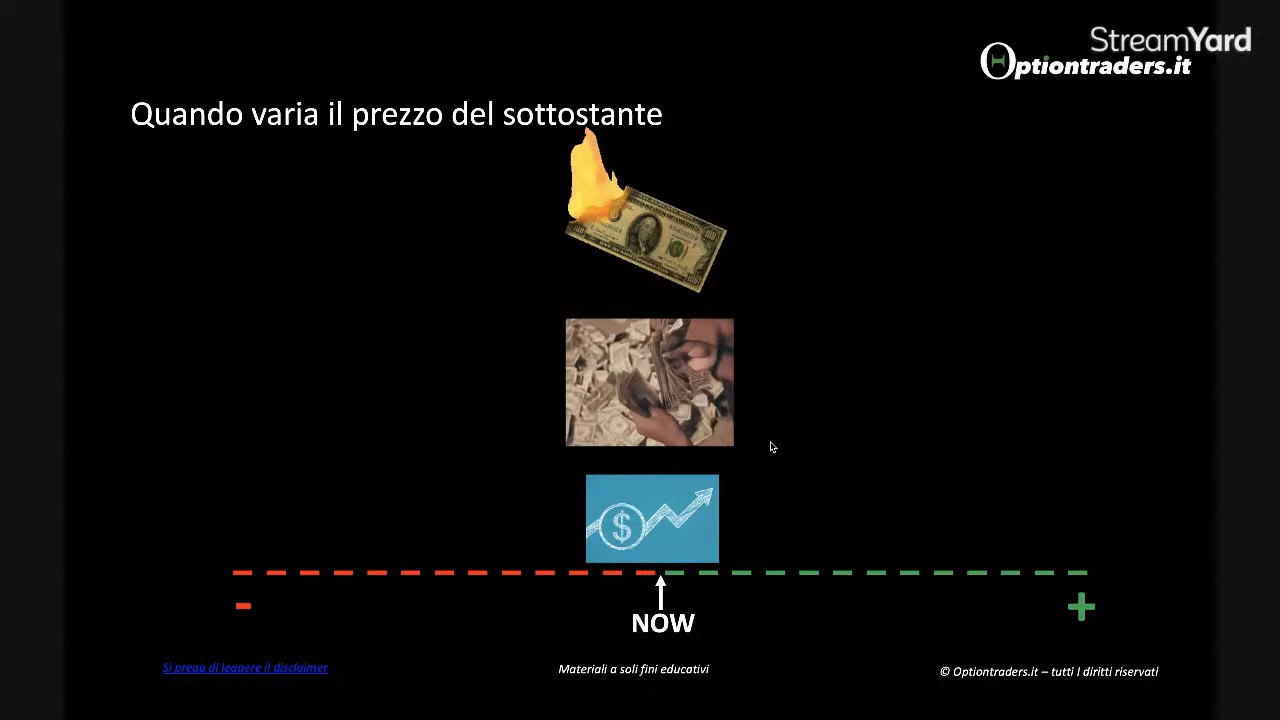 StreamYard
Optiontraders.it
Quando varia il prezzo del sottostante
100
$
-
+
NOW
Si prega di leggere il disclaimer
Materiali a soli fini educativi
© Optiontraders.it – tutti I diritti riservati